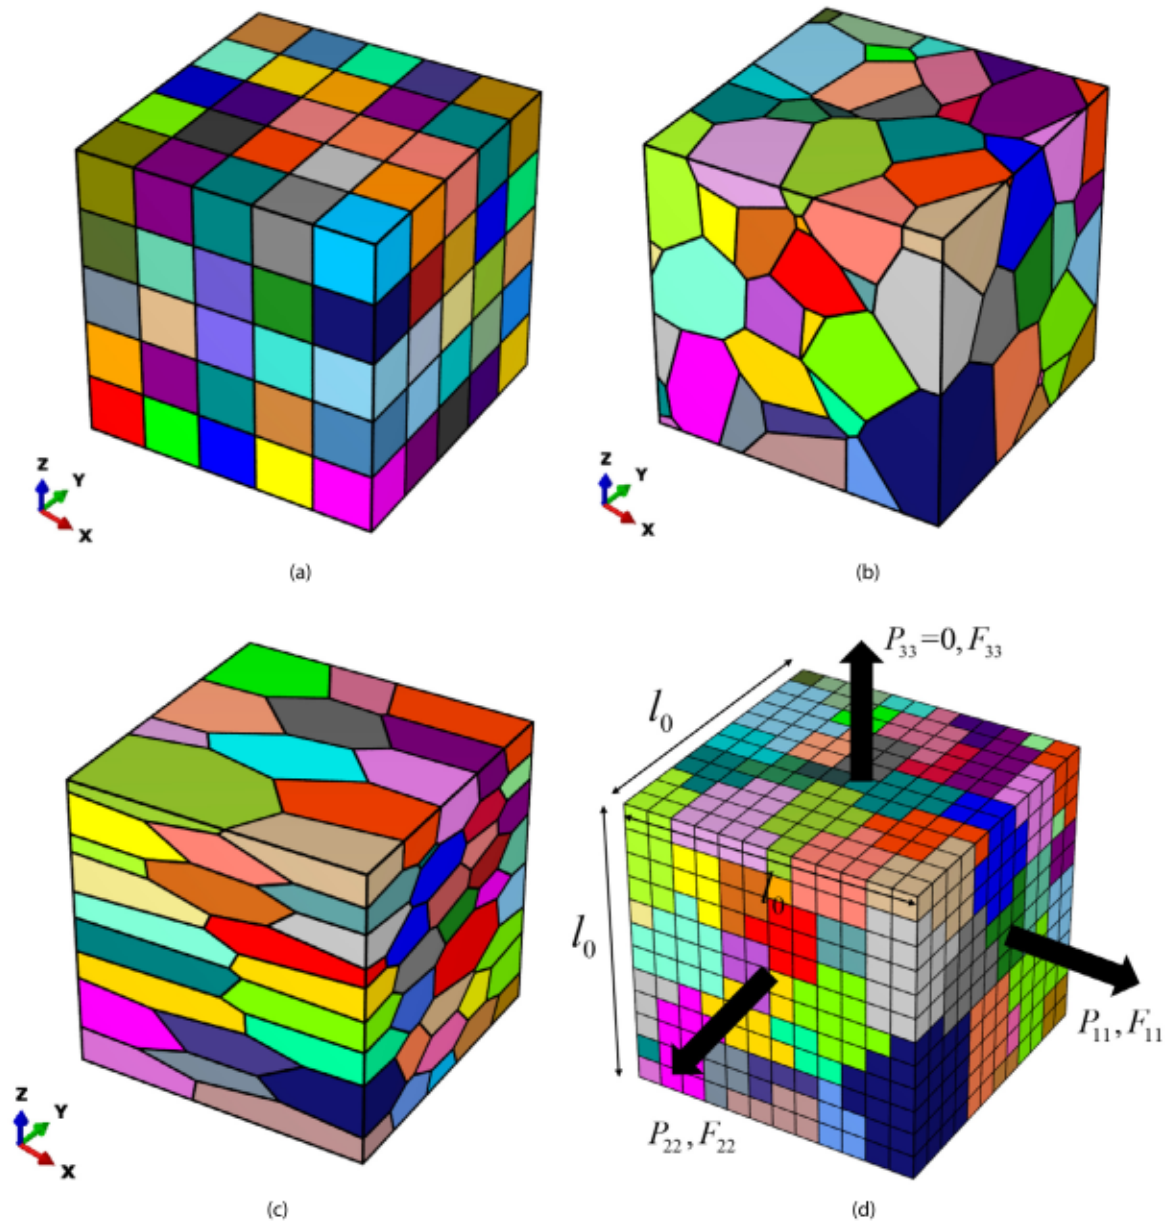 Z
Y
X
(a)
Z
Y
X
(b)
Z
Y
X
(c)
P₃₃=0, F₃₃
l₀
l₀
l₀
P₁₁, F₁₁
P₂₂, F₂₂
(d)